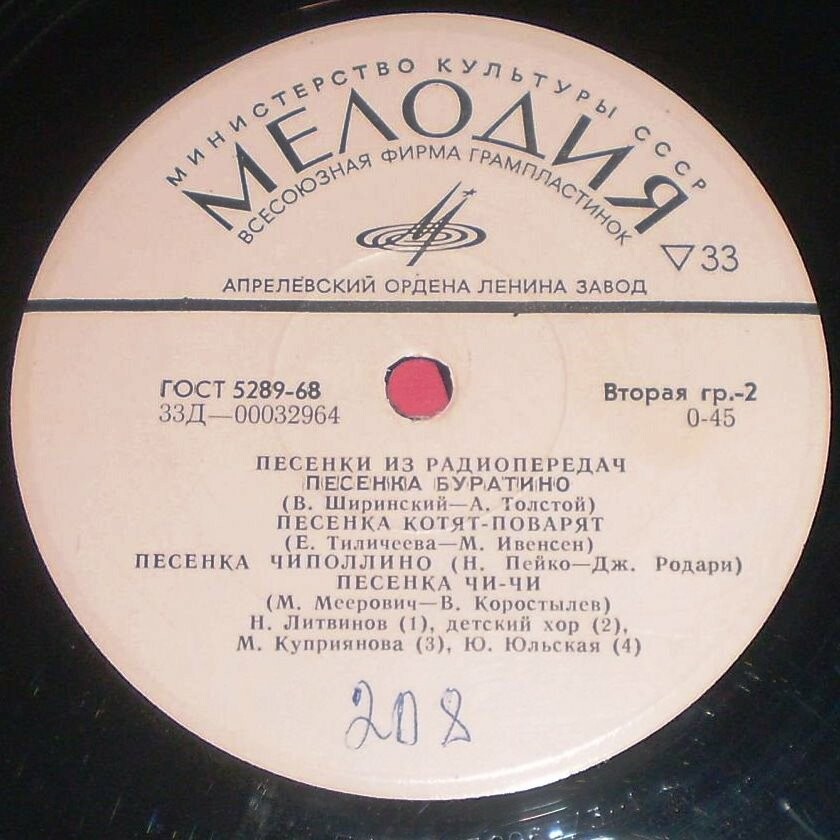 МИНИСТЕРСТВО КУЛЬТУРЫ СССР
МЕЛОДИЯ
ВСЕСОЮЗНАЯ ФИРМА ГРАМПЛАСТИНОК
▽33
АПРЕЛЕВСКИЙ ОРДЕНА ЛЕНИНА ЗАВОД
ГОСТ 5289-68
Вторая гр.-2
33Д—00032964
0-45
ПЕСЕНКИ ИЗ РАДИОПЕРЕДАЧ
ПЕСЕНКА БУРАТИНО
(В. Ширинский—А. Толстой)
ПЕСЕНКА КОТЯТ-ПОВАРЯТ
(Е. Тиличеева—М. Ивенсен)
ПЕСЕНКА ЧИПОЛЛИНО (Н. Пейко—Дж. Родари)
ПЕСЕНКА ЧИ-ЧИ
(М. Меерович—В. Коростылев)
Н. Литвинов (1), детский хор (2),
М. Куприянова (3), Ю. Юльская (4)
208